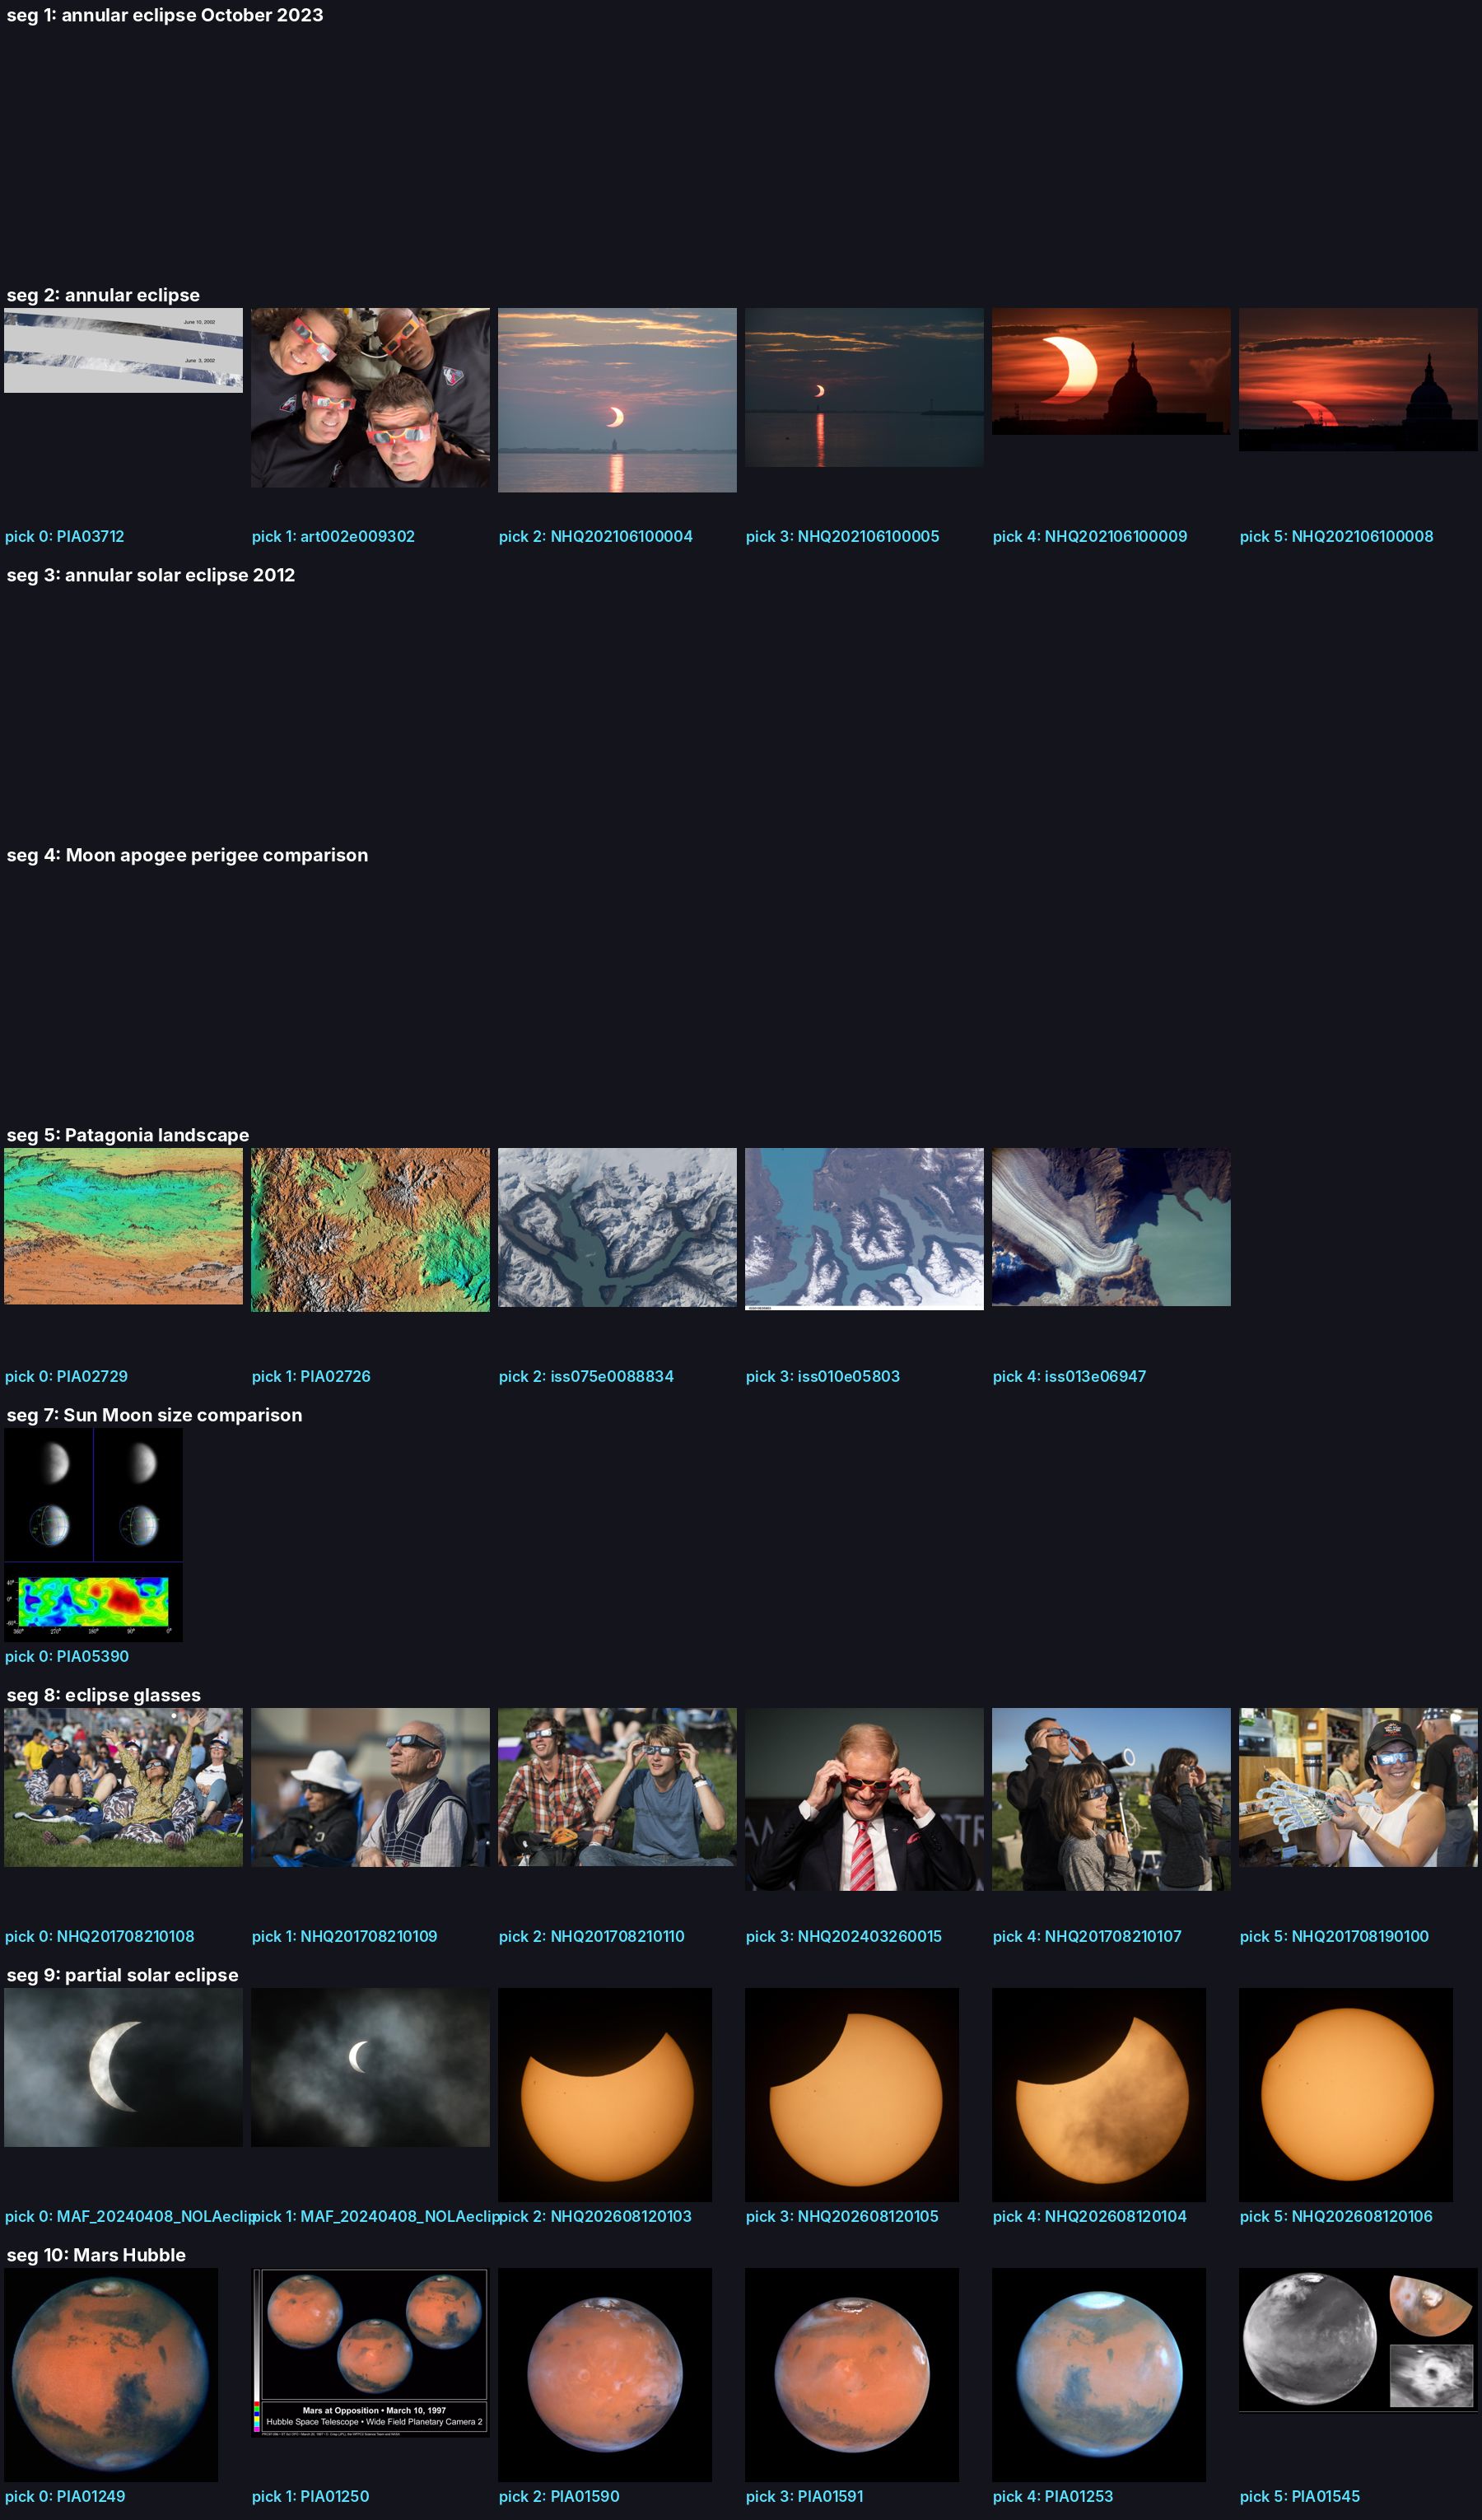 seg 1: annular eclipse October 2023
seg 2: annular eclipse
June 10, 2002
June 3, 2002
pick 0: PIA03712
pick 1: art002e009302
pick 2: NHQ202106100004
pick 3: NHQ202106100005
pick 4: NHQ202106100009
pick 5: NHQ202106100008
seg 3: annular solar eclipse 2012
seg 4: Moon apogee perigee comparison
seg 5: Patagonia landscape
pick 0: PIA02729
pick 1: PIA02726
pick 2: iss075e0088834
pick 3: iss010e05803
pick 4: iss013e06947
seg 7: Sun Moon size comparison
40°
0°
-60°
360°
270°
180°
90°
0°
pick 0: PIA05390
seg 8: eclipse glasses
pick 0: NHQ201708210108
pick 1: NHQ201708210109
pick 2: NHQ201708210110
pick 3: NHQ202403260015
pick 4: NHQ201708210107
pick 5: NHQ201708190100
seg 9: partial solar eclipse
pick 0: MAF_20240408_NOLAeclip
pick 1: MAF_20240408_NOLAeclip
pick 2: NHQ202608120103
pick 3: NHQ202608120105
pick 4: NHQ202608120104
pick 5: NHQ202608120106
seg 10: Mars Hubble
Mars at Opposition • March 10, 1997
Hubble Space Telescope • Wide Field Planetary Camera 2
pick 0: PIA01249
pick 1: PIA01250
pick 2: PIA01590
pick 3: PIA01591
pick 4: PIA01253
pick 5: PIA01545